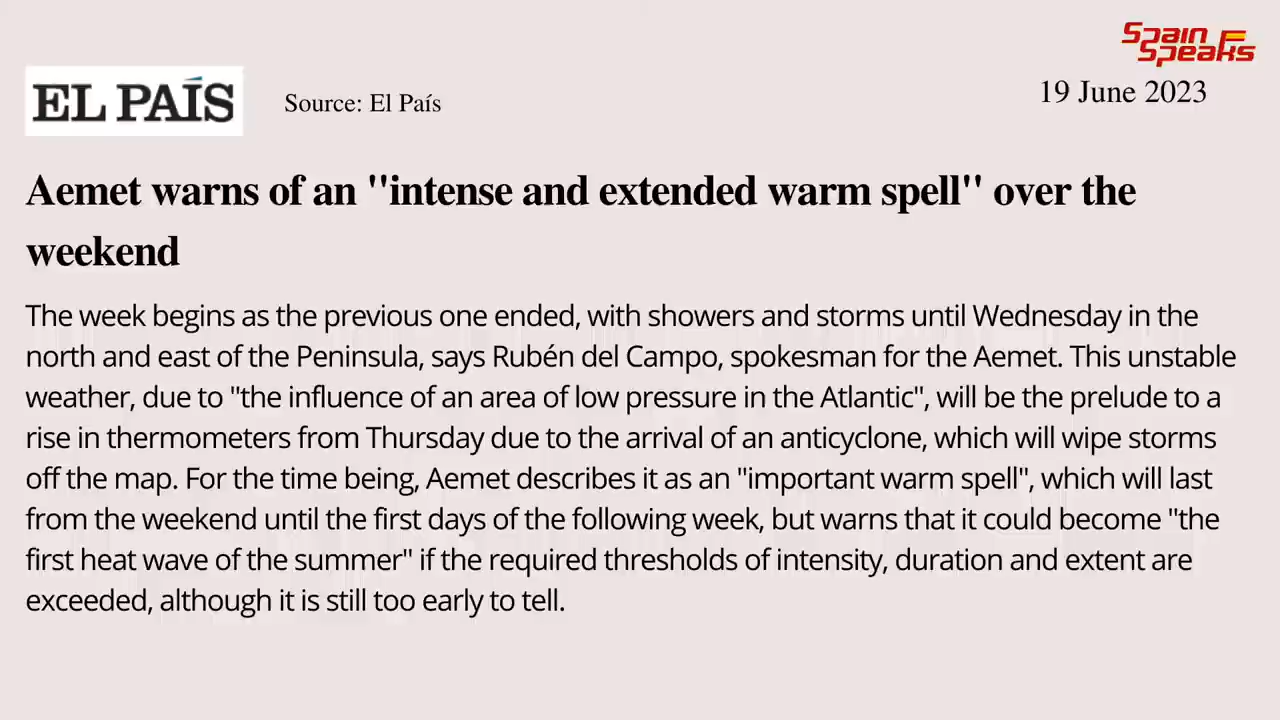 Spain
Speaks
EL PAÍS
Source: El País
19 June 2023
Aemet warns of an "intense and extended warm spell" over the
weekend
The week begins as the previous one ended, with showers and storms until Wednesday in the
north and east of the Peninsula, says Rubén del Campo, spokesman for the Aemet. This unstable
weather, due to "the influence of an area of low pressure in the Atlantic", will be the prelude to a
rise in thermometers from Thursday due to the arrival of an anticyclone, which will wipe storms
off the map. For the time being, Aemet describes it as an "important warm spell", which will last
from the weekend until the first days of the following week, but warns that it could become "the
first heat wave of the summer" if the required thresholds of intensity, duration and extent are
exceeded, although it is still too early to tell.